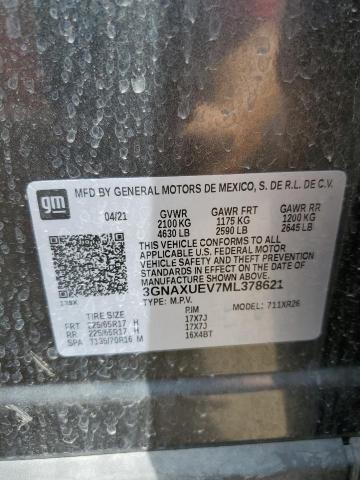 MFD BY GENERAL MOTORS DE MEXICO, S. DE R.L. DE C.V.
gm
04/21 GVWR GAWR FRT GAWR RR
2100 KG 1175 KG 1200 KG
4630 LB 2590 LB 2645 LB
THIS VEHICLE CONFORMS TO ALL
APPLICABLE U.S. FEDERAL MOTOR
VEHICLE SAFETY, BUMPER, AND THEFT
PREVENTION STANDARDS IN EFFECT ON
THE DATE OF MANUFACTURE SHOWN ABOVE.
3GNAXUEV7ML378621
TYPE: M.P.V. MODEL: 711XR26
TIRE SIZE RIM
FRT 225/65R17 H 17X7J
RR 225/65R17 H 17X7J
SPA T135/70R16 M 16X4BT